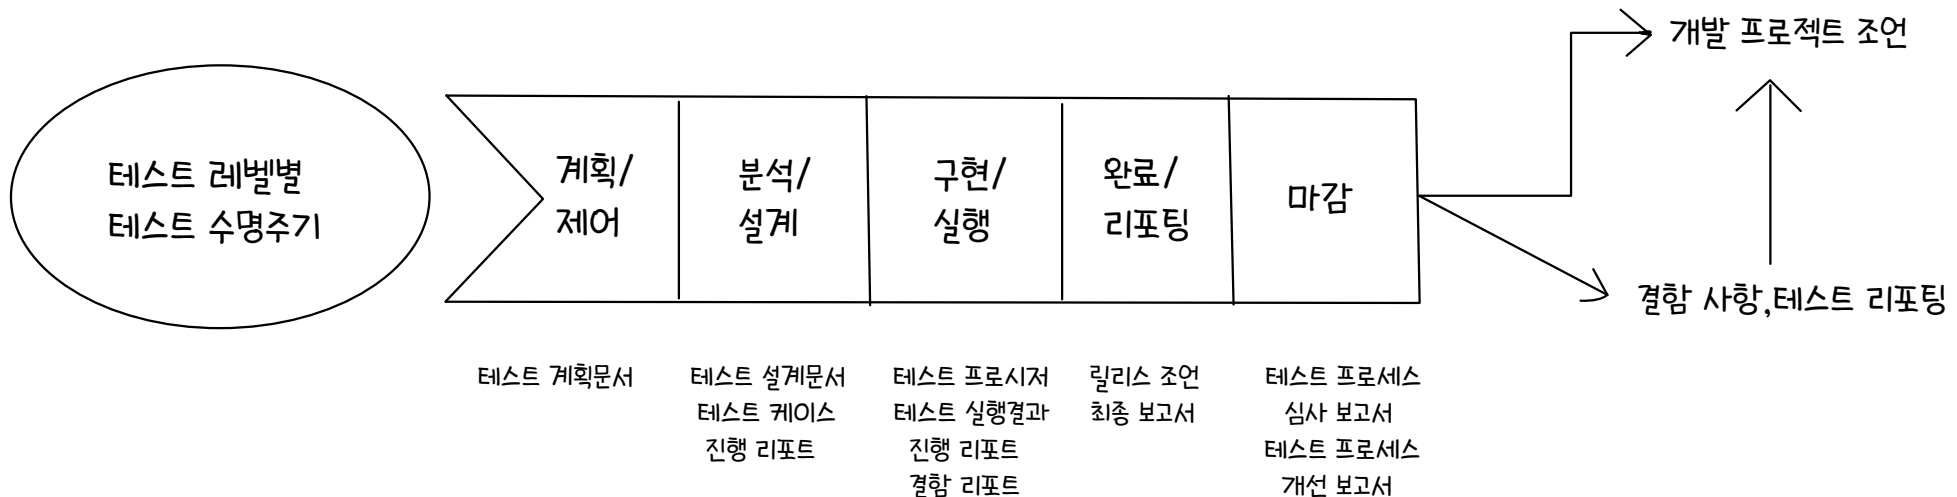 개발 프로젝트 조언
테스트 레벨별
테스트 수명주기
계획/
제어
분석/
설계
구현/
실행
완료/
리포팅
마감
결함 사항,테스트 리포팅
테스트 계획문서
테스트 설계문서
테스트 케이스
진행 리포트
테스트 프로시저
테스트 실행결과
진행 리포트
결함 리포트
릴리스 조언
최종 보고서
테스트 프로세스
심사 보고서
테스트 프로세스
개선 보고서